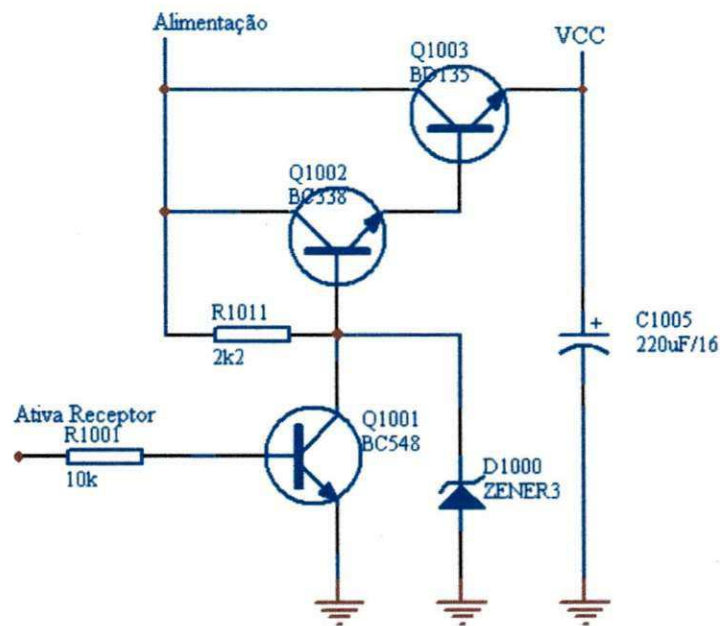 Alimentação
Q1003
BD135
VCC
Q1002
BC338
R1011
2k2
+
C1005
220uF/16
Ativa Receptor
R1001
10k
Q1001
BC548
D1000
ZENER3